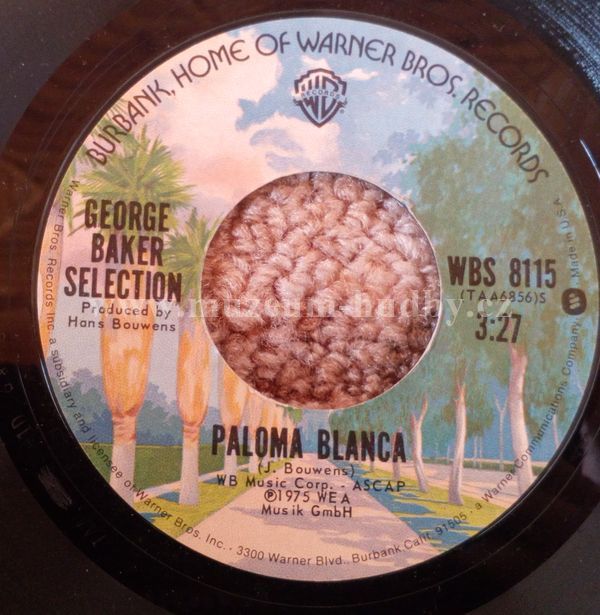 BURBANK, HOME OF WARNER BROS. RECORDS
WB
RECORDS
GEORGE
BAKER
SELECTION
Produced by
Hans Bouwens
WBS 8115
(TAA6856)S
3:27
www.muzeum-hudby.cz
PALOMA BLANCA
(J. Bouwens)
WB Music Corp. - ASCAP
℗1975 WEA
Musik GmbH
Warner Bros. Records Inc. a subsidiary and licensee of Warner Bros. Inc. · 3300 Warner Blvd., Burbank, Calif. 91505 · a Warner Communications Company Made in U.S.A.